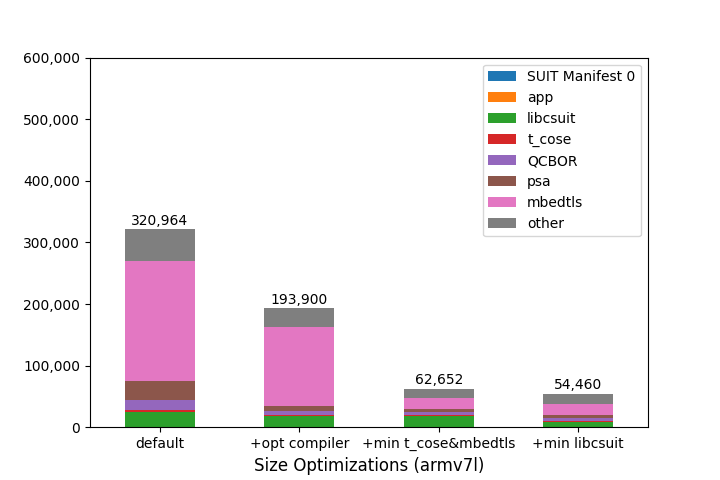 600,000
500,000
400,000
300,000
200,000
100,000
0
SUIT Manifest 0
app
libcsuit
t_cose
QCBOR
psa
mbedtls
other
320,964
193,900
62,652
54,460
default
+opt compiler
+min t_cose&mbedtls
+min libcsuit
Size Optimizations (armv7l)